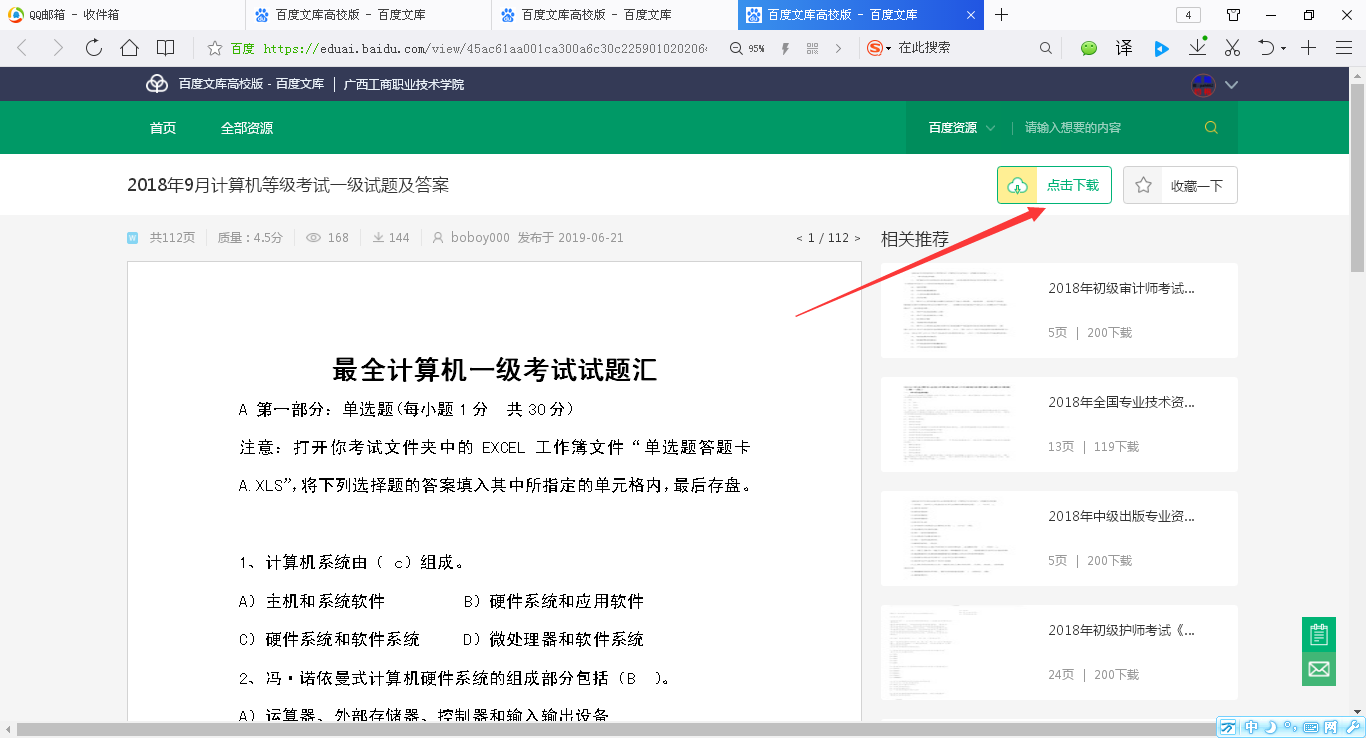 QQ邮箱 - 收件箱
百度文库高校版 - 百度文库
百度文库高校版 - 百度文库
百度文库高校版 - 百度文库
4
百度 https://eduai.baidu.com/view/45ac61aa001ca300a6c30c22590102020
95%
在此搜索
译
百度文库高校版 - 百度文库 | 广西工商职业技术学院
首页 全部资源
百度资源 请输入想要的内容
2018年9月计算机等级考试一级试题及答案
点击下载
收藏一下
共112页 质量:4.5分 168 144 boboy000 发布于 2019-06-21
< 1 / 112 >
相关推荐
最全计算机一级考试试题汇
A 第一部分：单选题(每小题 1 分 共 30 分)
注意：打开你考试文件夹中的 EXCEL 工作簿文件“单选题答题卡
A.XLS”,将下列选择题的答案填入其中所指定的单元格内,最后存盘。
1、计算机系统由（ c）组成。
A）主机和系统软件 B）硬件系统和应用软件
C）硬件系统和软件系统 D）微处理器和软件系统
2、冯·诺依曼式计算机硬件系统的组成部分包括（B ）。
A）运算器、外部存储器、控制器和输入输出设备
2018年初级审计师考试...
5页 | 200下载
2018年全国专业技术资...
13页 | 119下载
2018年中级出版专业资...
5页 | 200下载
2018年初级护师考试《...
24页 | 200下载
中